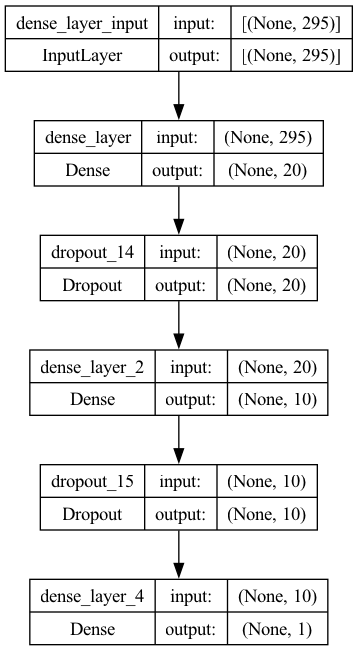 dense_layer_input input: [(None, 295)]
InputLayer output: [(None, 295)]
dense_layer input: (None, 295)
Dense output: (None, 20)
dropout_14 input: (None, 20)
Dropout output: (None, 20)
dense_layer_2 input: (None, 20)
Dense output: (None, 10)
dropout_15 input: (None, 10)
Dropout output: (None, 10)
dense_layer_4 input: (None, 10)
Dense output: (None, 1)